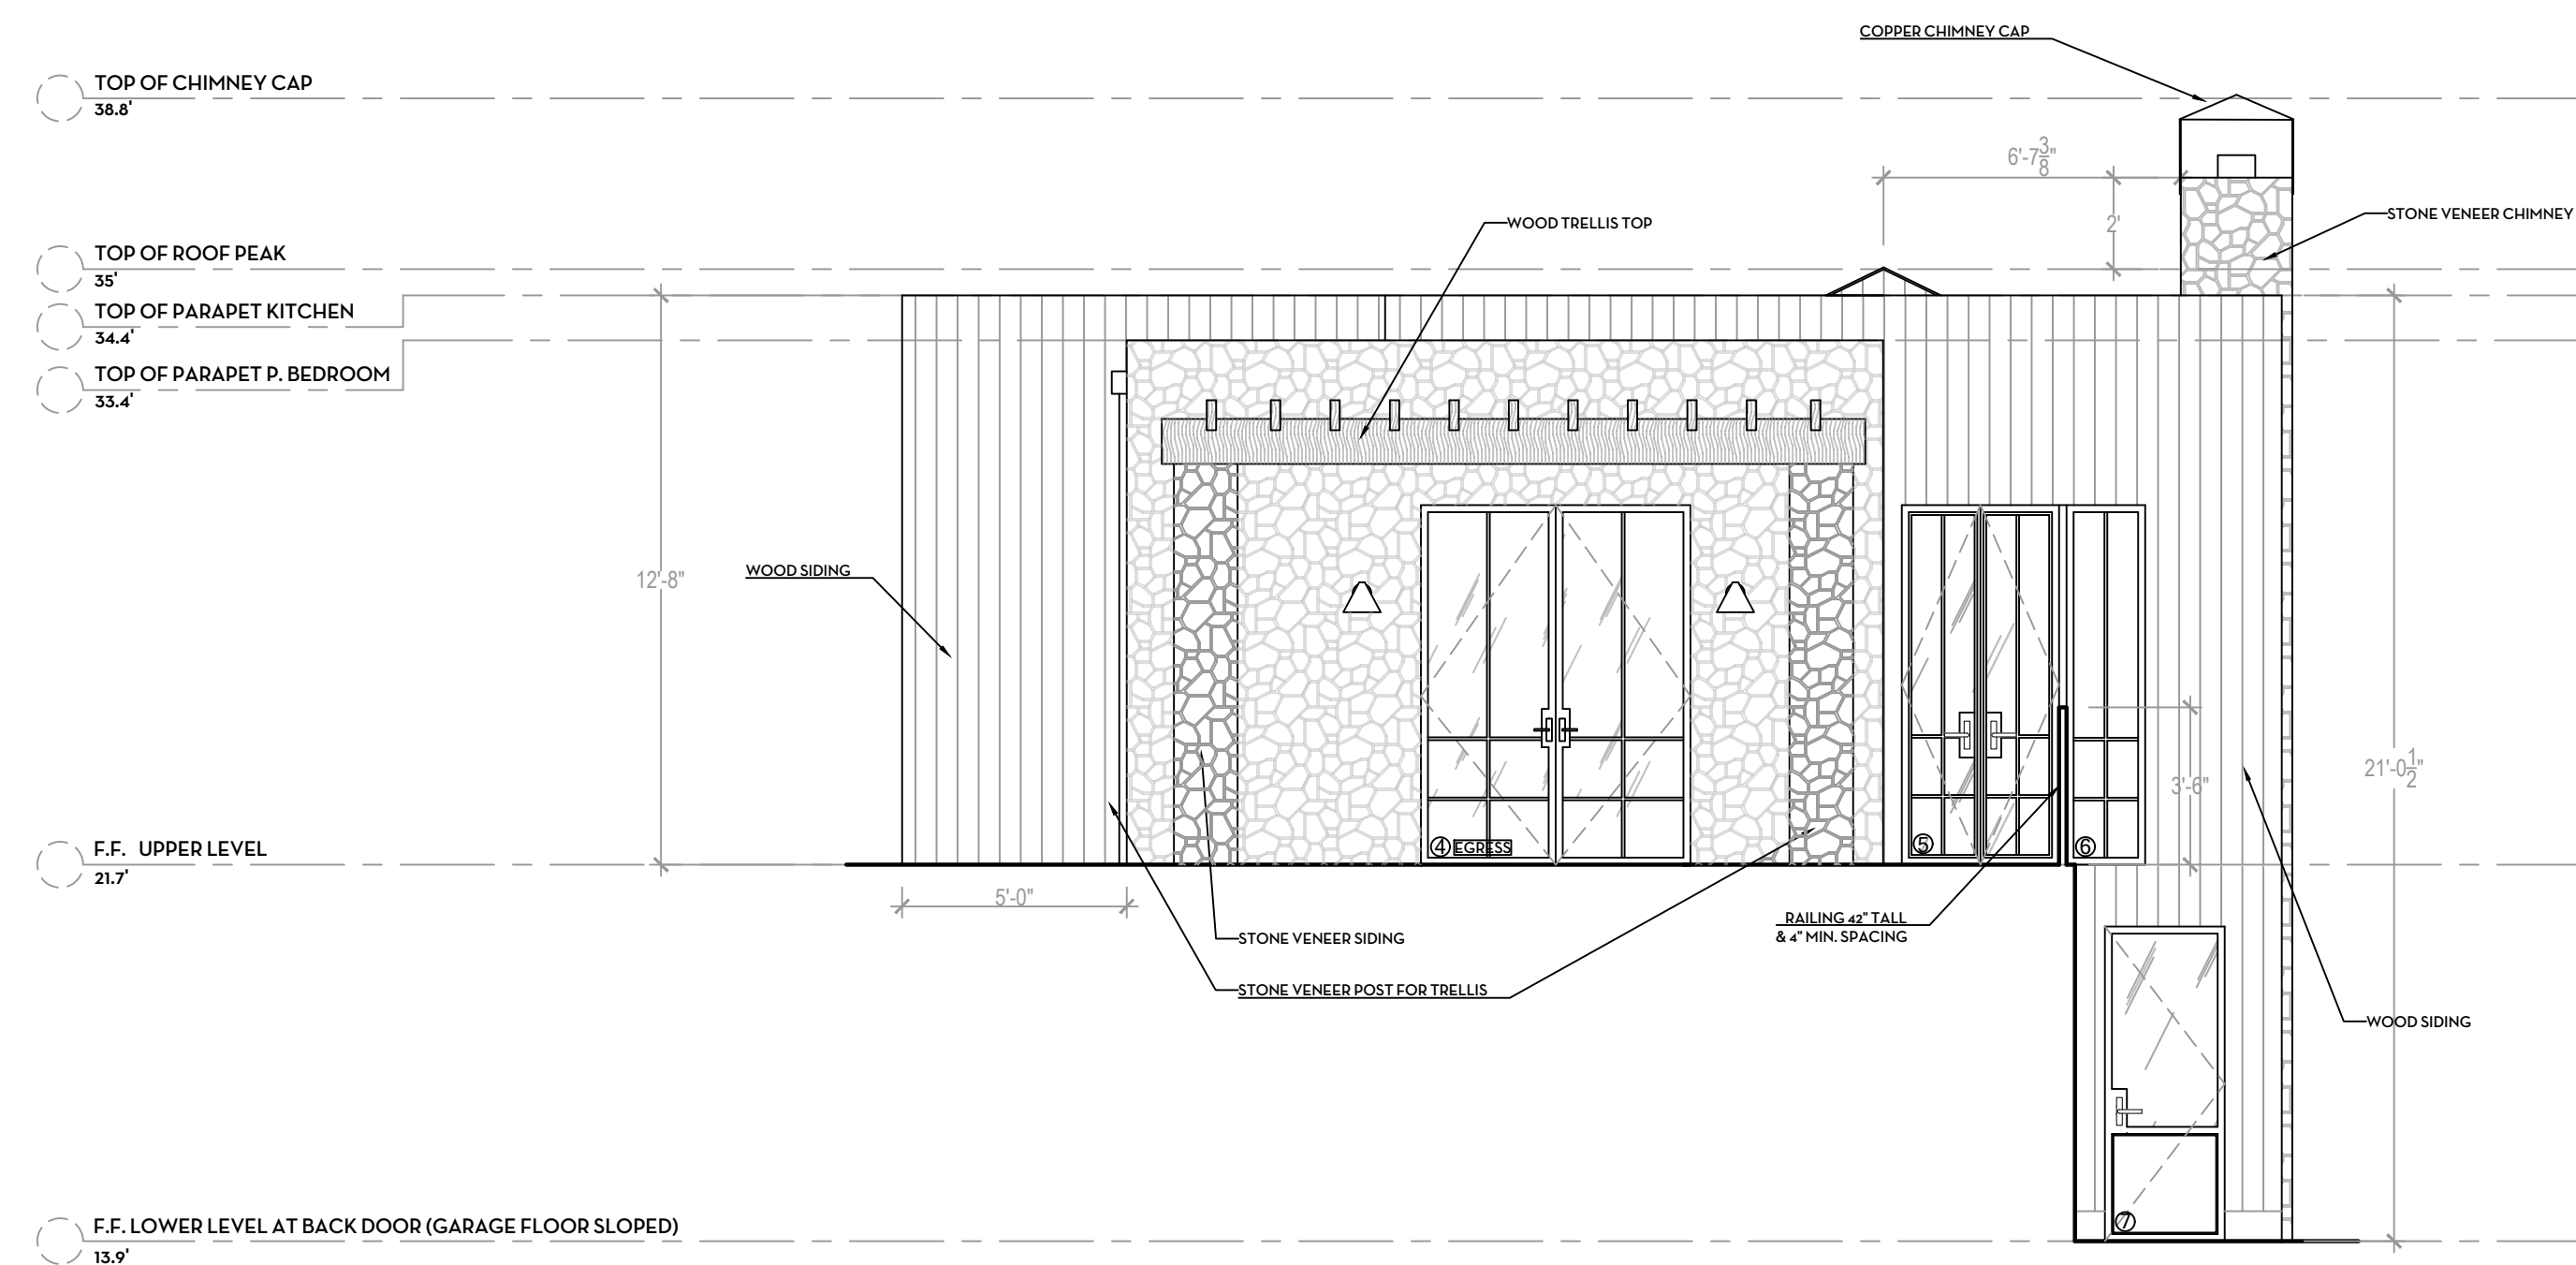 COPPER CHIMNEY CAP
TOP OF CHIMNEY CAP
38.8'
6'-7 3/8"
2'
STONE VENEER CHIMNEY
WOOD TRELLIS TOP
TOP OF ROOF PEAK
35'
TOP OF PARAPET KITCHEN
34.4'
TOP OF PARAPET P. BEDROOM
33.4'
12'-8"
WOOD SIDING
21'-0 1/2"
3'-6"
4 EGRESS
5
6
F.F. UPPER LEVEL
21.7'
5'-0"
STONE VENEER SIDING
RAILING 42" TALL
& 4" MIN. SPACING
STONE VENEER POST FOR TRELLIS
WOOD SIDING
7
F.F. LOWER LEVEL AT BACK DOOR (GARAGE FLOOR SLOPED)
13.9'